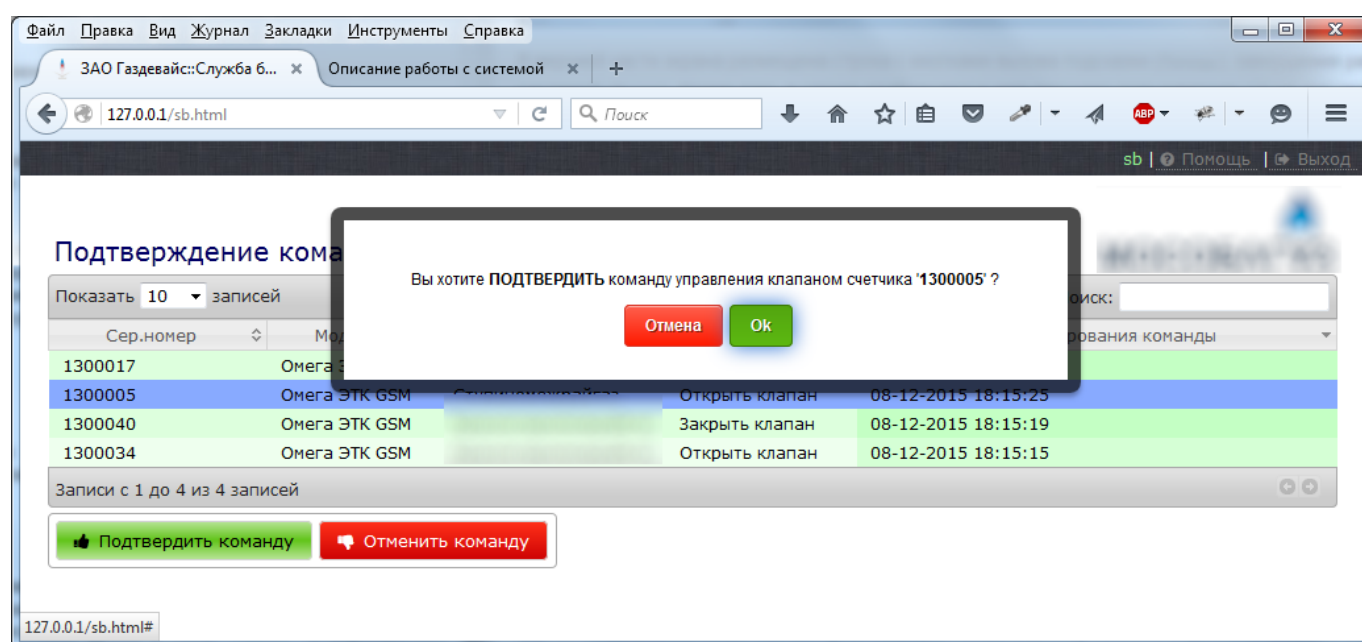 Файл Правка Вид Журнал Закладки Инструменты Справка
ЗАО Газдевайс::Служба б... × Описание работы с системой × +
127.0.0.1/sb.html Поиск ABP
sb | Помощь | Выход
Подтверждение кома
Вы хотите ПОДТВЕРДИТЬ команду управления клапаном счетчика '1300005' ?
Отмена Ok
Показать 10 записей оиск:
Сер.номер Мод рования команды
1300017 Омега Э
1300005 Омега ЭТК GSM Открыть клапан 08-12-2015 18:15:25
1300040 Омега ЭТК GSM Закрыть клапан 08-12-2015 18:15:19
1300034 Омега ЭТК GSM Открыть клапан 08-12-2015 18:15:15
Записи с 1 до 4 из 4 записей
Подтвердить команду Отменить команду
127.0.0.1/sb.html#